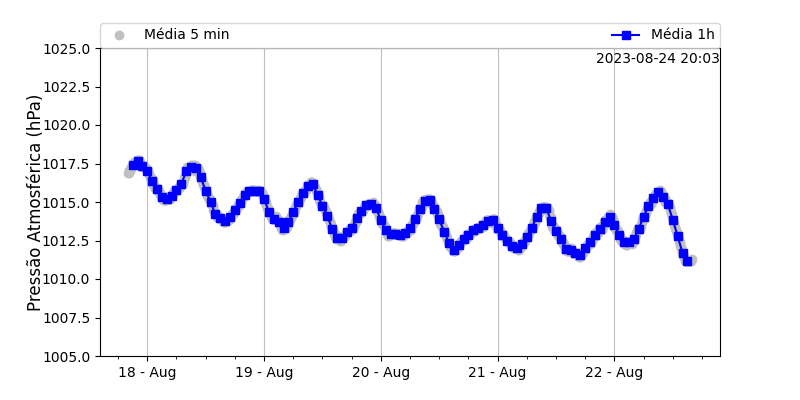 Média 5 min
Média 1h
2023-08-24 20:03
Pressão Atmosférica (hPa)
1025.0
1022.5
1020.0
1017.5
1015.0
1012.5
1010.0
1007.5
1005.0
18 - Aug
19 - Aug
20 - Aug
21 - Aug
22 - Aug